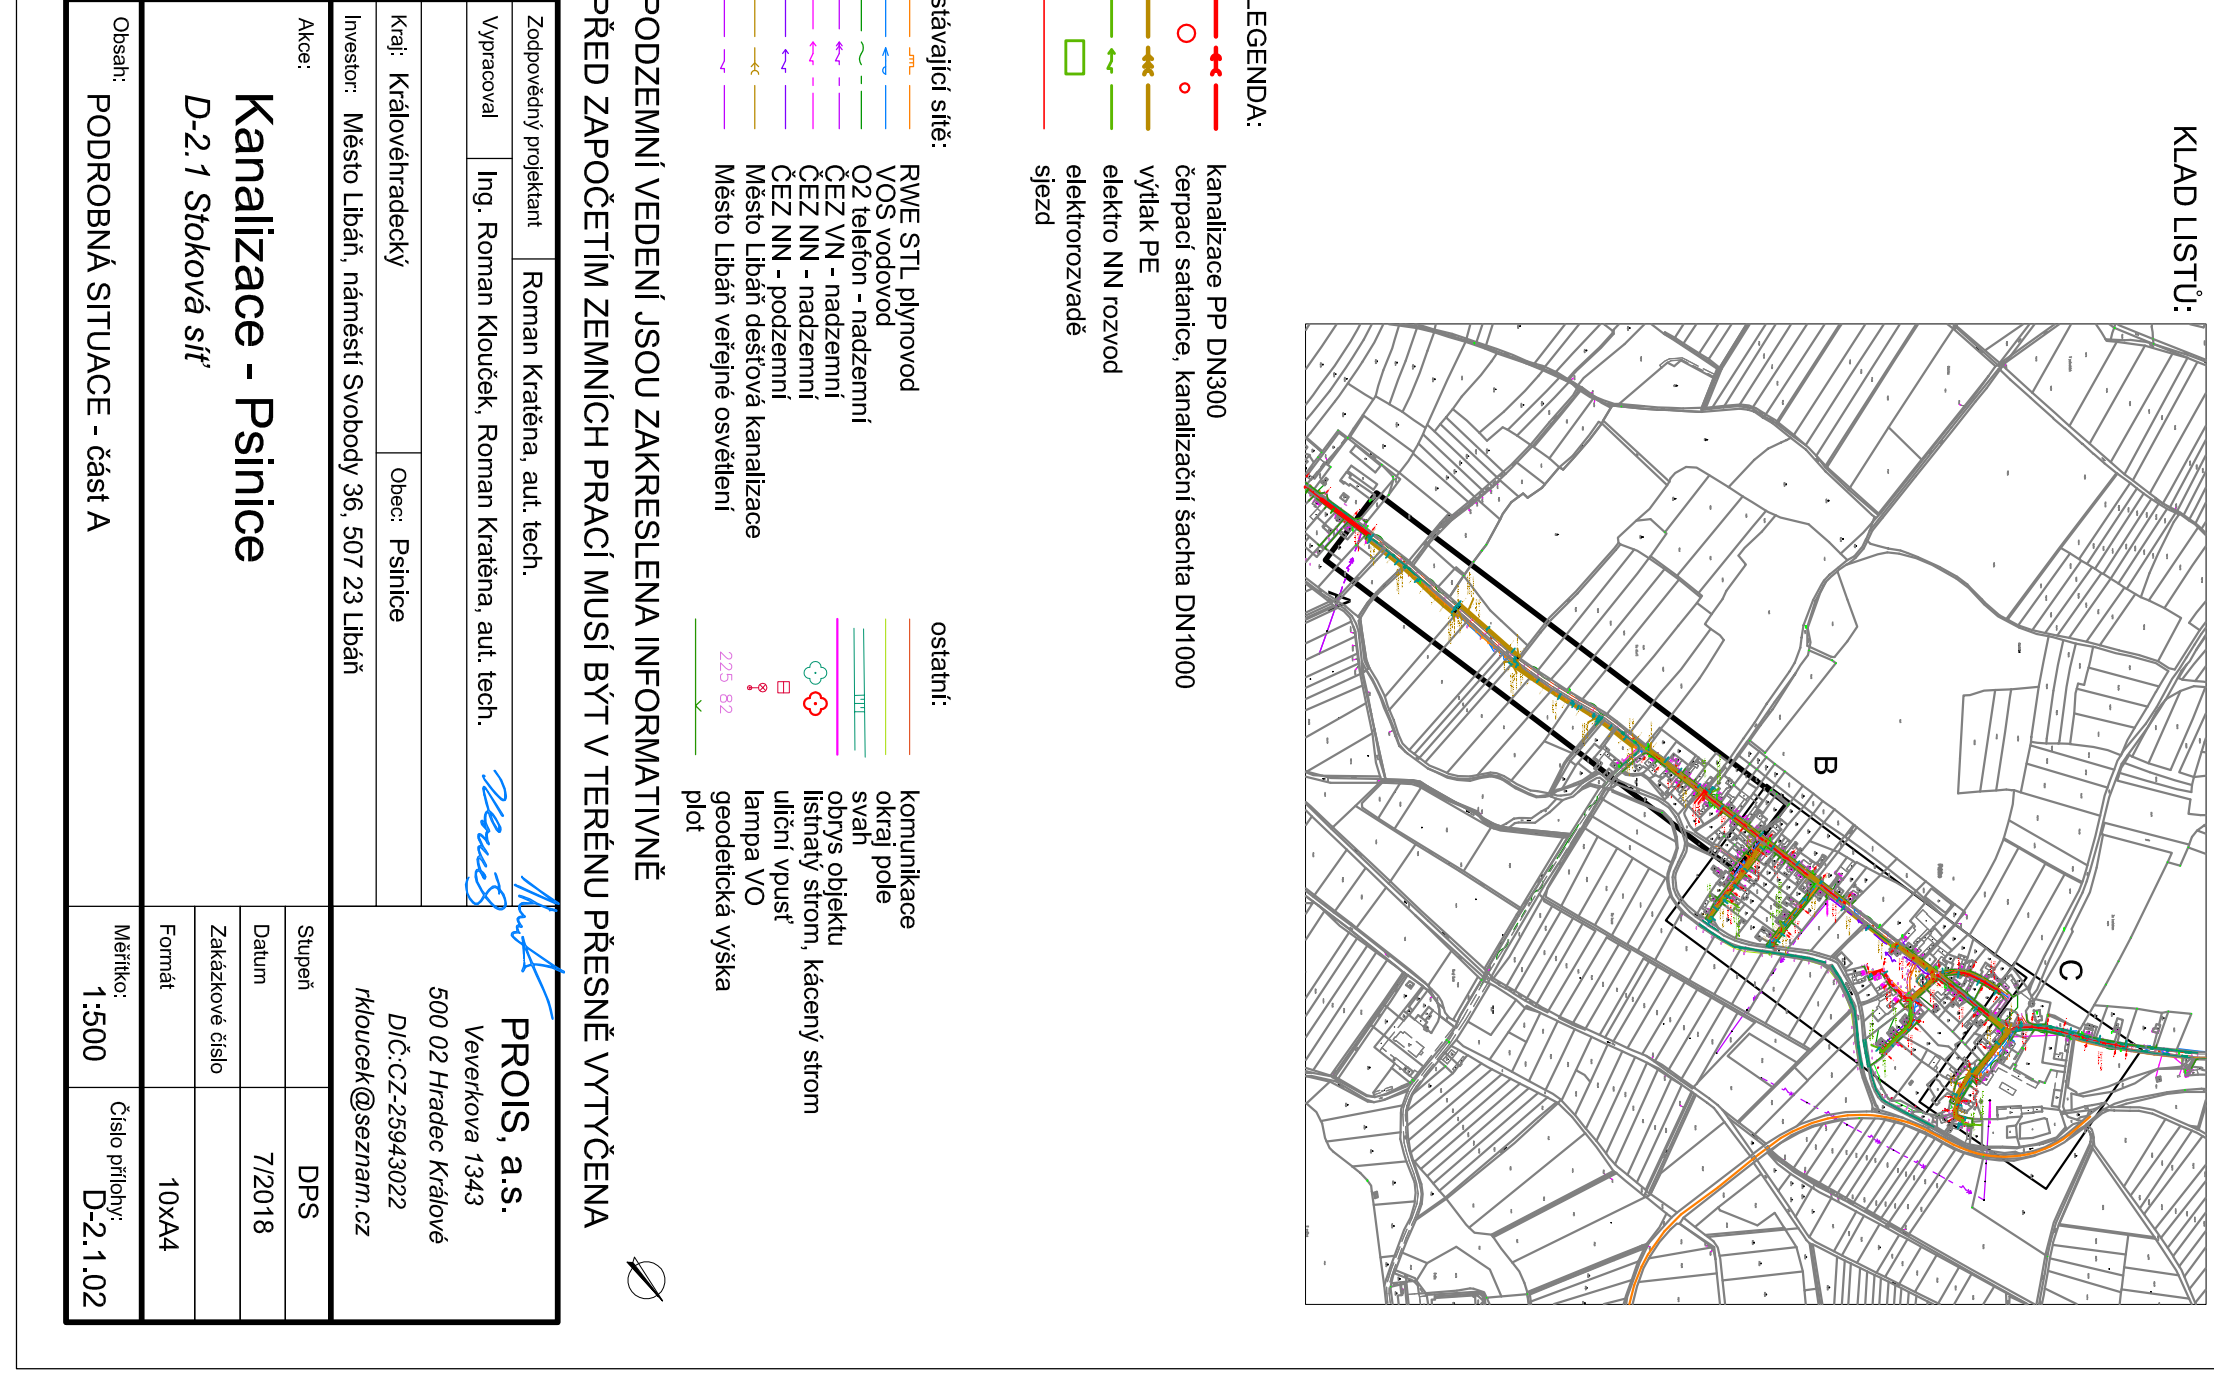 KLAD LISTŮ:
B
C
LEGENDA:
kanalizace PP DN300
čerpací satanice, kanalizační šachta DN1000
výtlak PE
elektro NN rozvod
elektrorozvadě
sjezd
stávající sítě:
RWE STL plynovod
VOS vodovod
O2 telefon - nadzemní
ČEZ VN - nadzemní
ČEZ NN - nadzemní
ČEZ NN - podzemní
Město Libáň dešťová kanalizace
Město Libáň veřejné osvětlení
ostatní:
komunikace
okraj pole
svah
obrys objektu
listnatý strom, kácený strom
uliční vpusť
lampa VO
225 82 geodetická výška
plot
PODZEMNÍ VEDENÍ JSOU ZAKRESLENA INFORMATIVNĚ
PŘED ZAPOČETÍM ZEMNÍCH PRACÍ MUSÍ BÝT V TERÉNU PŘESNĚ VYTYČENA
Zodpovědný projektant Roman Kratěna, aut. tech.
Vypracoval Ing. Roman Klouček, Roman Kratěna, aut. tech.
Kraj: Královéhradecký Obec: Psinice
Investor: Město Libáň, náměstí Svobody 36, 507 23 Libáň
PROIS, a.s.
Veverkova 1343
500 02 Hradec Králové
DIČ:CZ-25943022
rkloucek@seznam.cz
Akce:
Kanalizace - Psinice
D-2.1 Stoková síť
Stupeň DPS
Datum 7/2018
Zakázkové číslo
Formát 10xA4
Obsah:
PODROBNÁ SITUACE - část A
Měřítko:
1:500
Číslo přílohy:
D-2.1.02